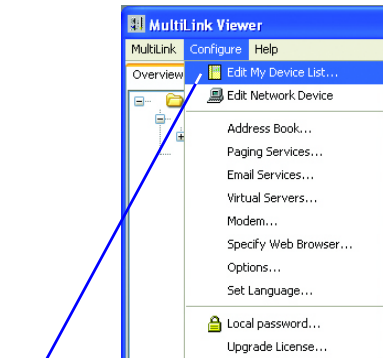 MultiLink Viewer
MultiLink Configure Help
Overview
Edit My Device List...
Edit Network Device
Address Book...
Paging Services...
Email Services...
Virtual Servers...
Modem...
Specify Web Browser...
Options...
Set Language...
Local password...
Upgrade License...